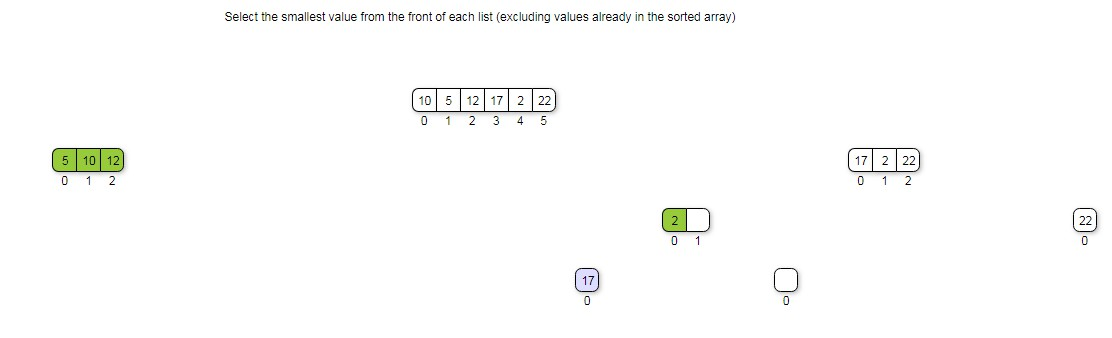 Select the smallest value from the front of each list (excluding values already in the sorted array)
10 5 12 17 2 22
0 1 2 3 4 5
5 10 12
0 1 2
17 2 22
0 1 2
2
0 1
22
0
17
0
0